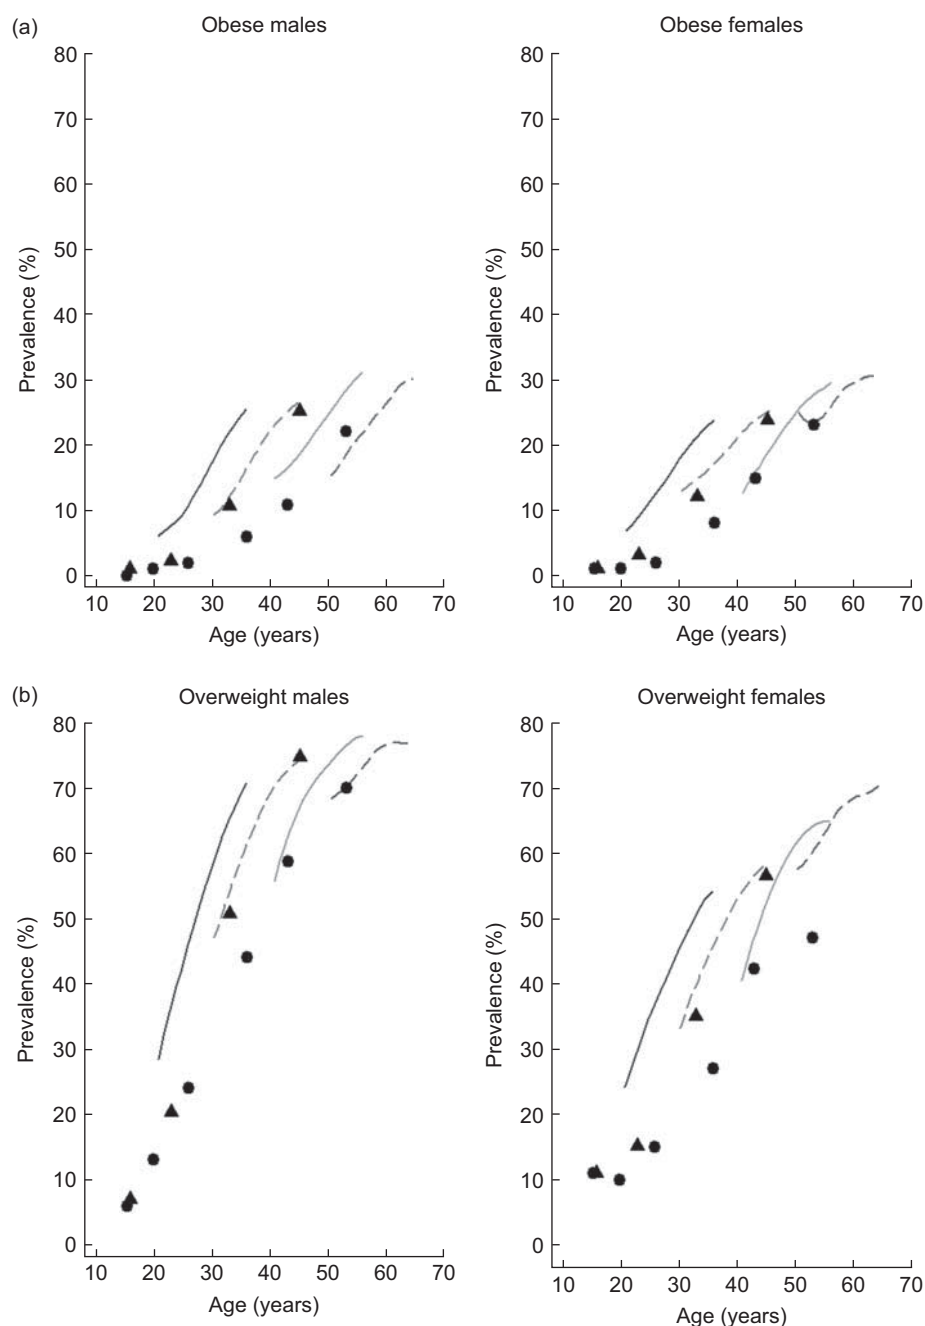 (a)
Obese males
80
70
60
50
40
30
20
10
0
Prevalence (%)
10 20 30 40 50 60 70
Age (years)
Obese females
80
70
60
50
40
30
20
10
0
Prevalence (%)
10 20 30 40 50 60 70
Age (years)
(b)
Overweight males
80
70
60
50
40
30
20
10
0
Prevalence (%)
10 20 30 40 50 60 70
Age (years)
Overweight females
80
70
60
50
40
30
20
10
0
Prevalence (%)
10 20 30 40 50 60 70
Age (years)